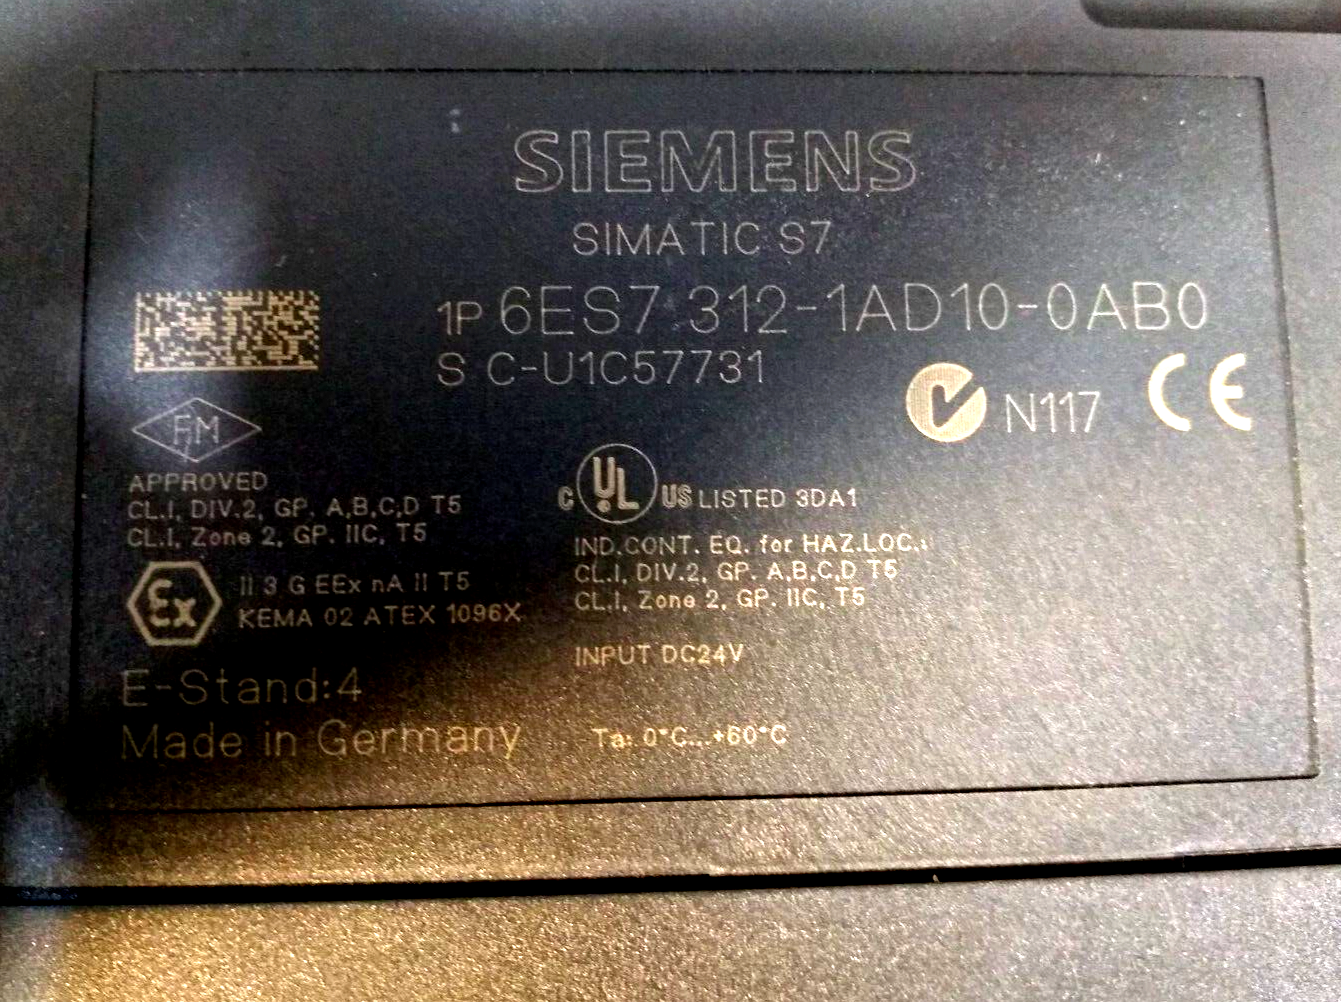 SIEMENS
SIMATIC S7
1P 6ES7 312-1AD10-0AB0
S C-U1C57731
N117 CE
FM
APPROVED
CL.I, DIV.2, GP. A,B,C,D T5
CL.I, Zone 2, GP. IIC, T5
Ex
II 3 G EEx nA II T5
KEMA 02 ATEX 1096X
C UL US LISTED 3DA1
IND.CONT. EQ. for HAZ.LOC.:
CL.I, DIV.2, GP. A,B,C,D T5
CL.I, Zone 2, GP. IIC, T5
INPUT DC24V
E-Stand:4
Made in Germany
Ta: 0°C...+60°C